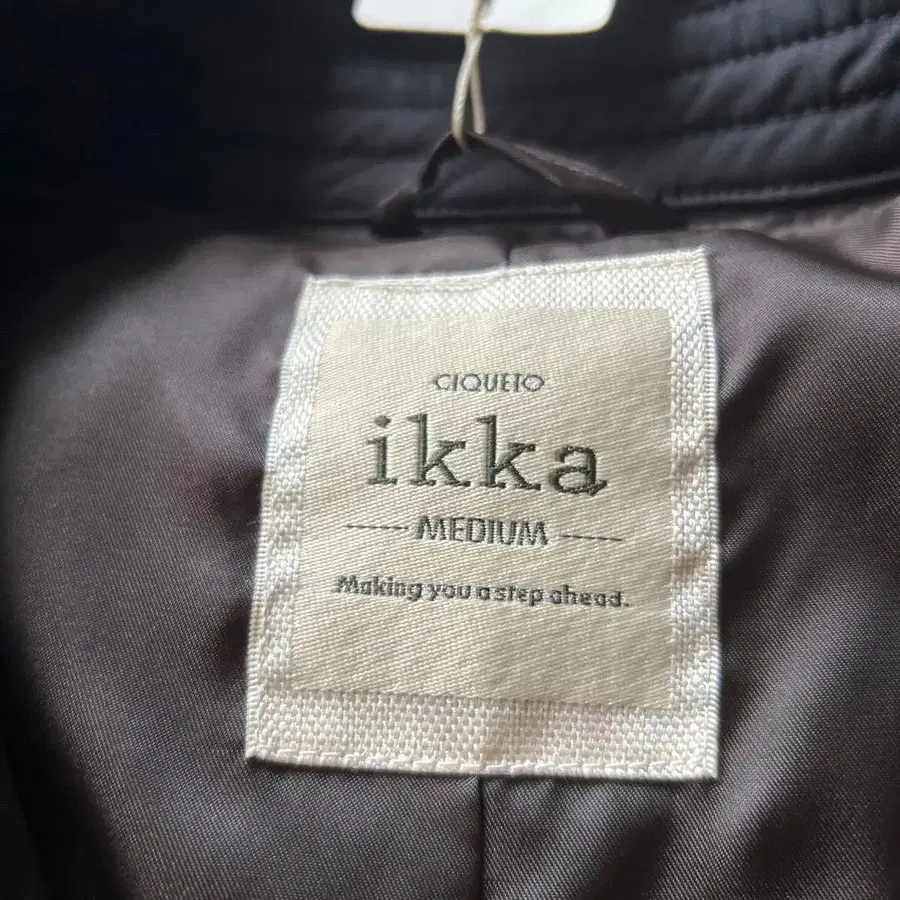 CIQUETO
ikka
MEDIUM
Making you a step ahead.